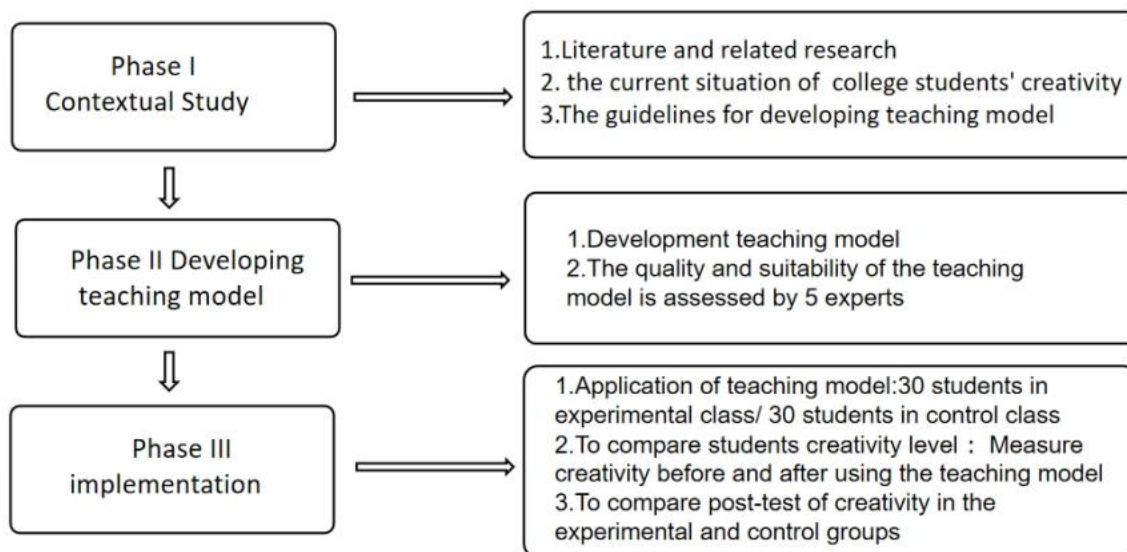 Phase I
Contextual Study
1.Literature and related research
2. the current situation of college students' creativity
3.The guidelines for developing teaching model
Phase II Developing
teaching model
1.Development teaching model
2.The quality and suitability of the teaching
model is assessed by 5 experts
Phase III
implementation
1.Application of teaching model:30 students in
experimental class/ 30 students in control class
2.To compare students creativity level : Measure
creativity before and after using the teaching model
3.To compare post-test of creativity in the
experimental and control groups